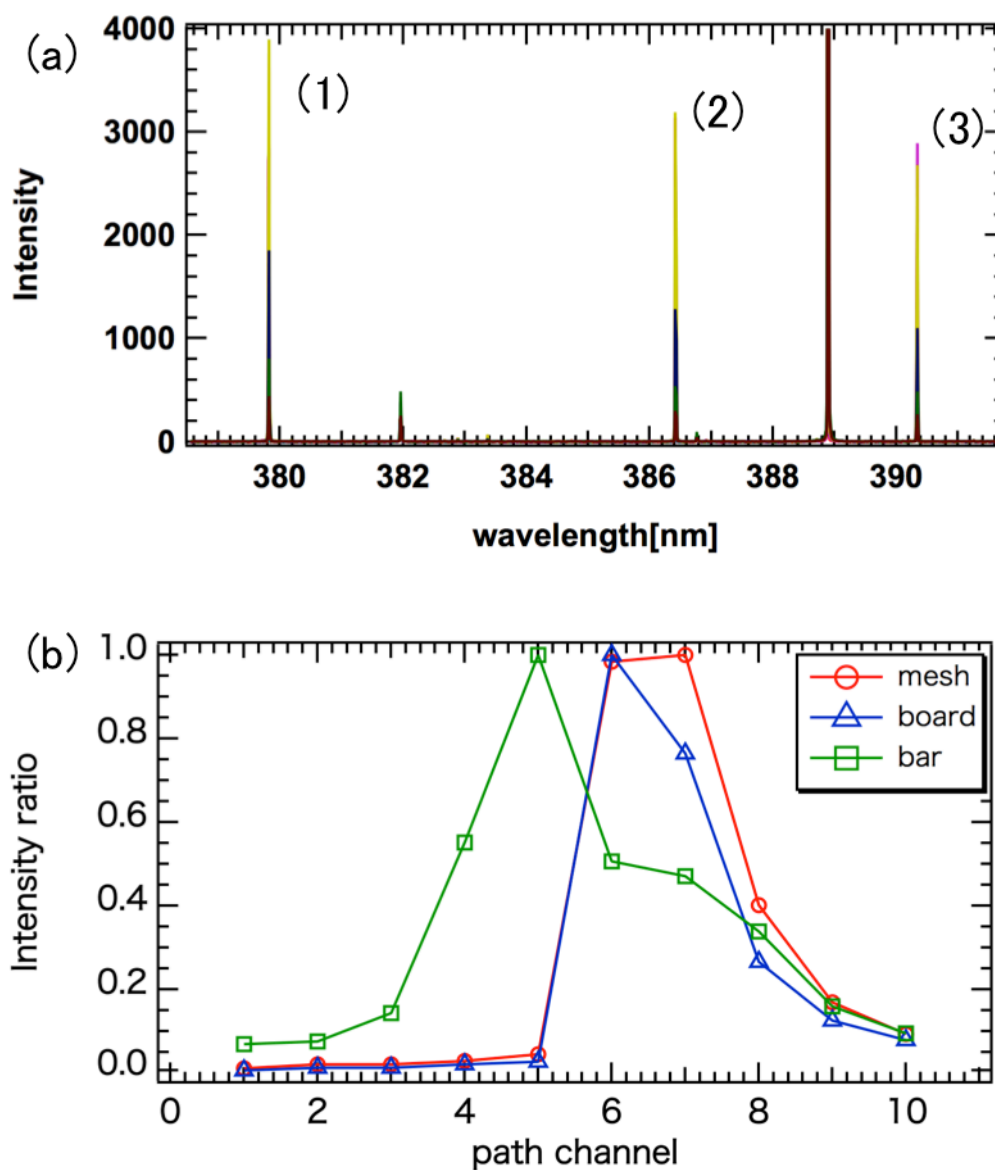 (a)
(1)
(2)
(3)
4000
3000
2000
1000
0
Intensity
380 382 384 386 388 390
wavelength[nm]
(b)
1.0
0.8
0.6
0.4
0.2
0.0
Intensity ratio
mesh
board
bar
0 2 4 6 8 10
path channel